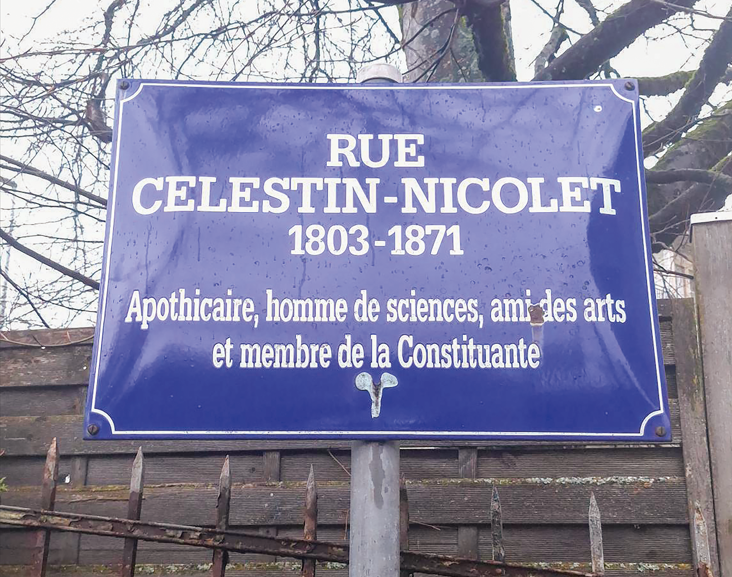 RUE
CELESTIN-NICOLET
1803-1871
Apothicaire, homme de sciences, ami des arts
et membre de la Constituante